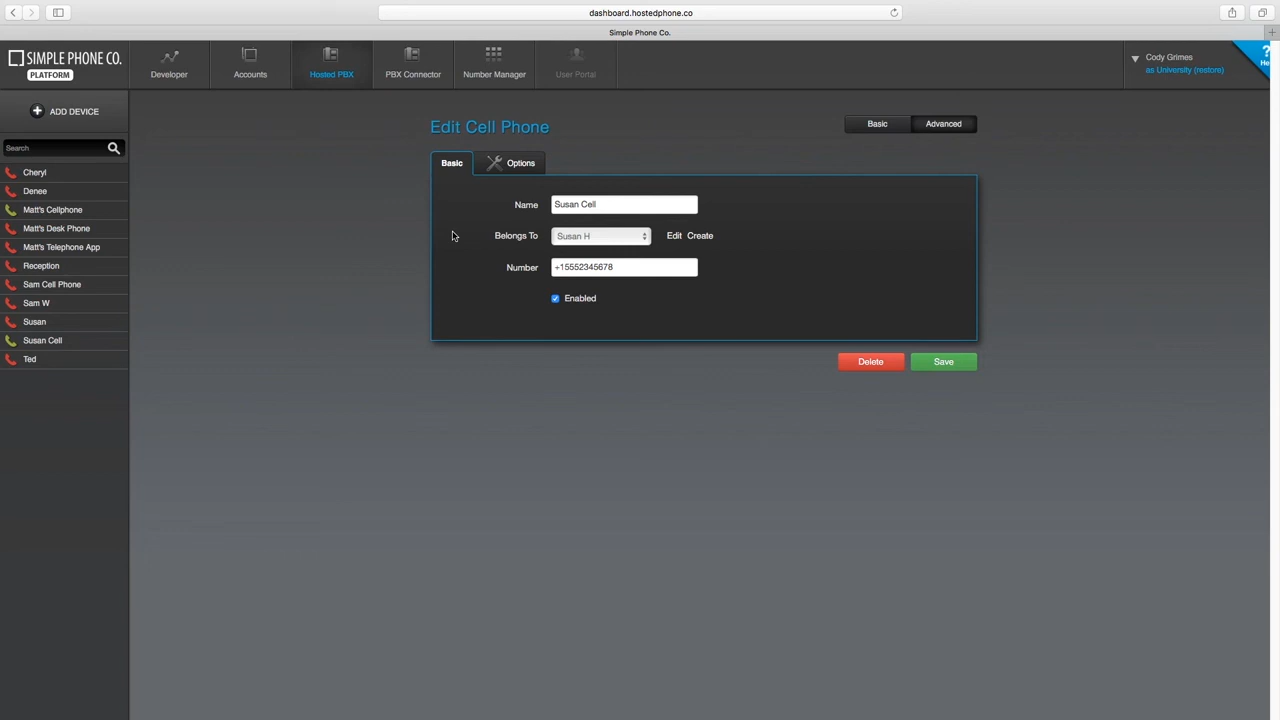 dashboard.hostedphone.co
Simple Phone Co.
SIMPLE PHONE CO.
PLATFORM
Developer
Accounts
Hosted PBX
PBX Connector
Number Manager
User Portal
Cody Grimes
as University (restore)
?
He
ADD DEVICE
Search
Cheryl
Denee
Matt's Cellphone
Matt's Desk Phone
Matt's Telephone App
Reception
Sam Cell Phone
Sam W
Susan
Susan Cell
Ted
Edit Cell Phone
Basic Advanced
Basic Options
Name Susan Cell
Belongs To Susan H Edit Create
Number +15552345678
Enabled
Delete Save